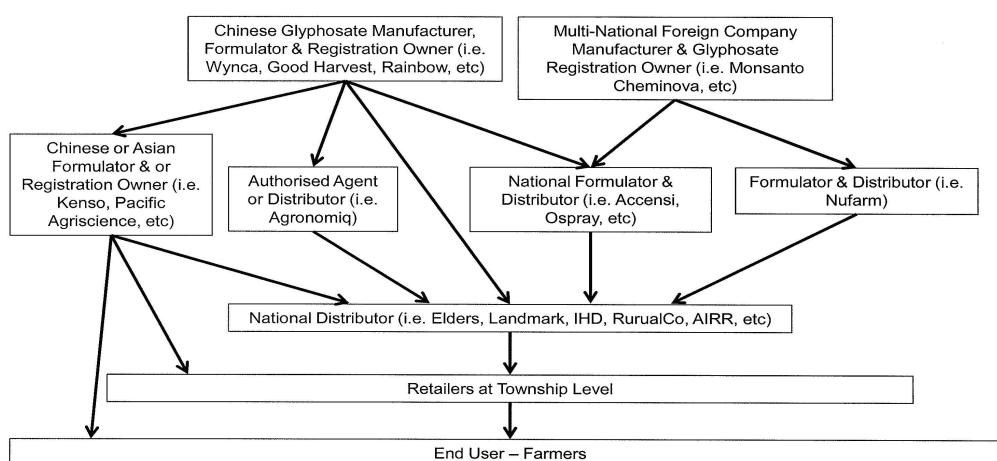 Chinese Glyphosate Manufacturer,
Formulator & Registration Owner (i.e.
Wynca, Good Harvest, Rainbow, etc)
Multi-National Foreign Company
Manufacturer & Glyphosate
Registration Owner (i.e. Monsanto
Cheminova, etc)
Chinese or Asian
Formulator & or
Registration Owner (i.e.
Kenso, Pacific
Agriscience, etc)
Authorised Agent
or Distributor (i.e.
Agronomiq)
National Formulator &
Distributor (i.e. Accensi,
Ospray, etc)
Formulator & Distributor (i.e.
Nufarm)
National Distributor (i.e. Elders, Landmark, IHD, RurualCo, AIRR, etc)
Retailers at Township Level
End User – Farmers